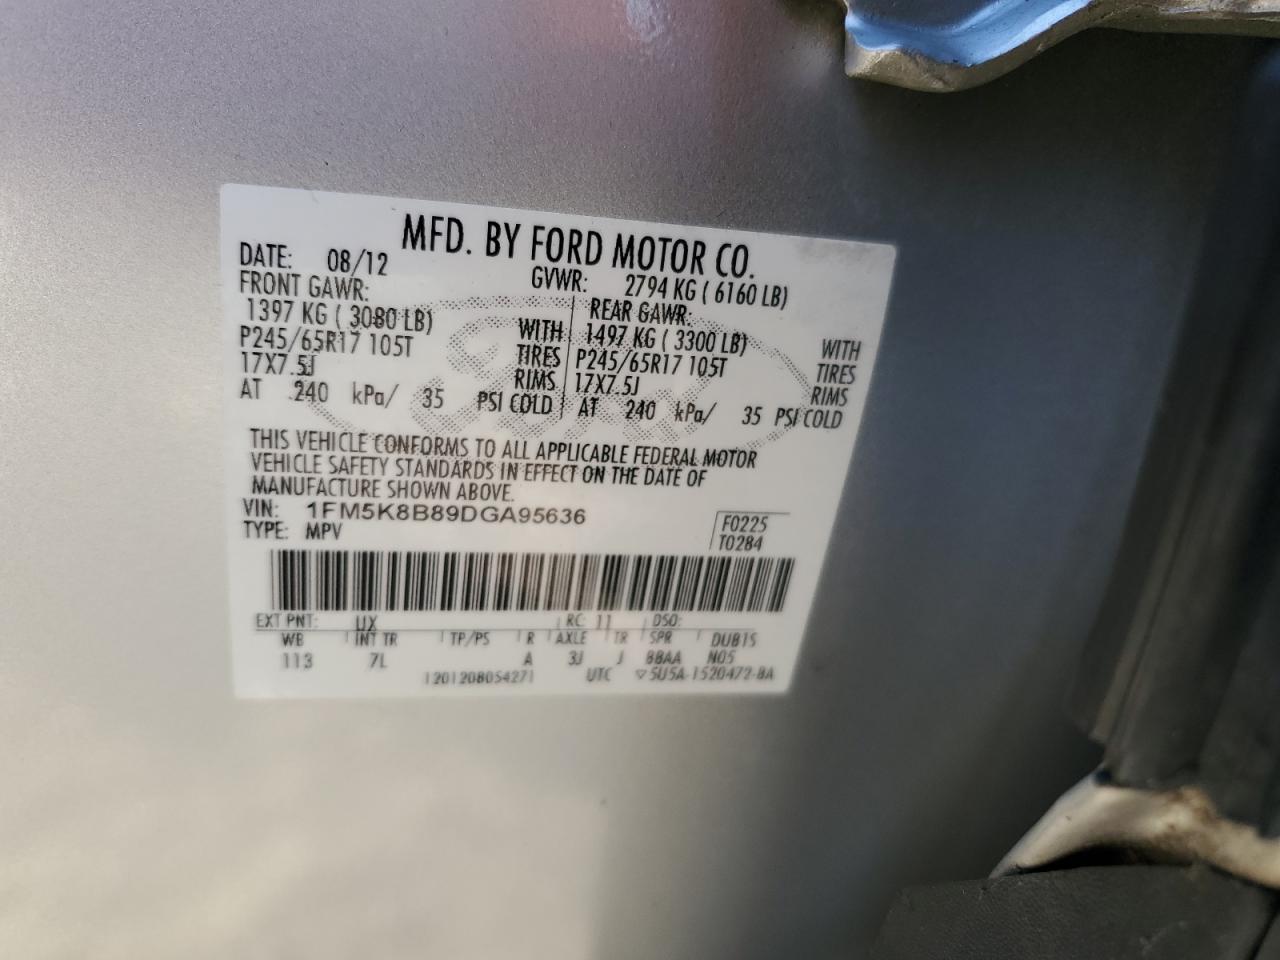 MFD. BY FORD MOTOR CO.
DATE: 08/12 GVWR: 2794 KG ( 6160 LB)
FRONT GAWR: REAR GAWR:
1397 KG ( 3080 LB) WITH 1497 KG ( 3300 LB) WITH
P245/65R17 105T TIRES P245/65R17 105T TIRES
17X7.5J RIMS 17X7.5J RIMS
AT 240 kPa/ 35 PSI COLD AT 240 kPa/ 35 PSI COLD
THIS VEHICLE CONFORMS TO ALL APPLICABLE FEDERAL MOTOR
VEHICLE SAFETY STANDARDS IN EFFECT ON THE DATE OF
MANUFACTURE SHOWN ABOVE.
VIN: 1FM5K8B89DGA95636 F0225
TYPE: MPV T0284
EXT PNT: UX RC: 11 DSO:
WB INT TR TP/PS R AXLE TR SPR DUB15
113 7L A 3J J BBAA N05
1201208054271 UTC ▽5U5A-1520472-BA